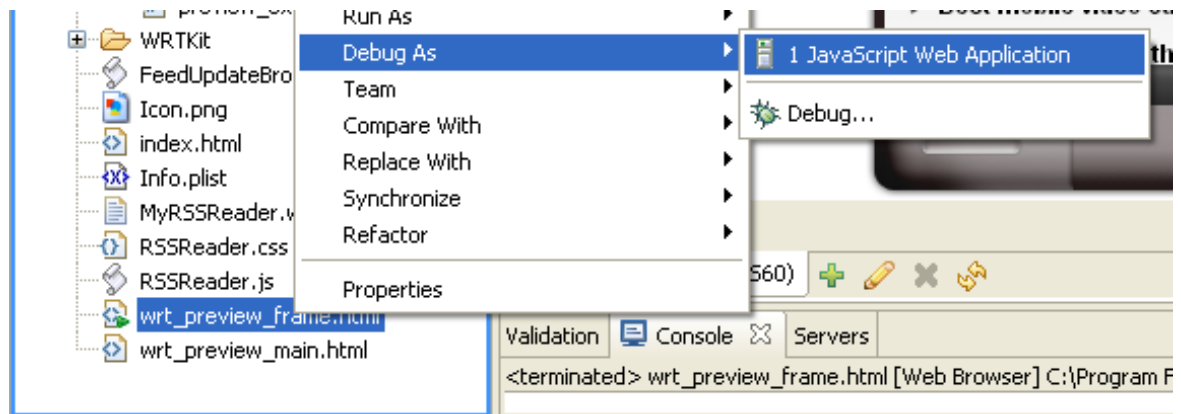 Run As
WRTKit
Debug As
1 JavaScript Web Application
FeedUpdateBro
Team
Icon.png
Compare With
Debug...
index.html
Replace With
Info.plist
Synchronize
MyRSSReader.w
Refactor
RSSReader.css
RSSReader.js
Properties
S60)
wrt_preview_frame.html
Validation
Console
Servers
wrt_preview_main.html
<terminated> wrt_preview_frame.html [Web Browser] C:\Program F